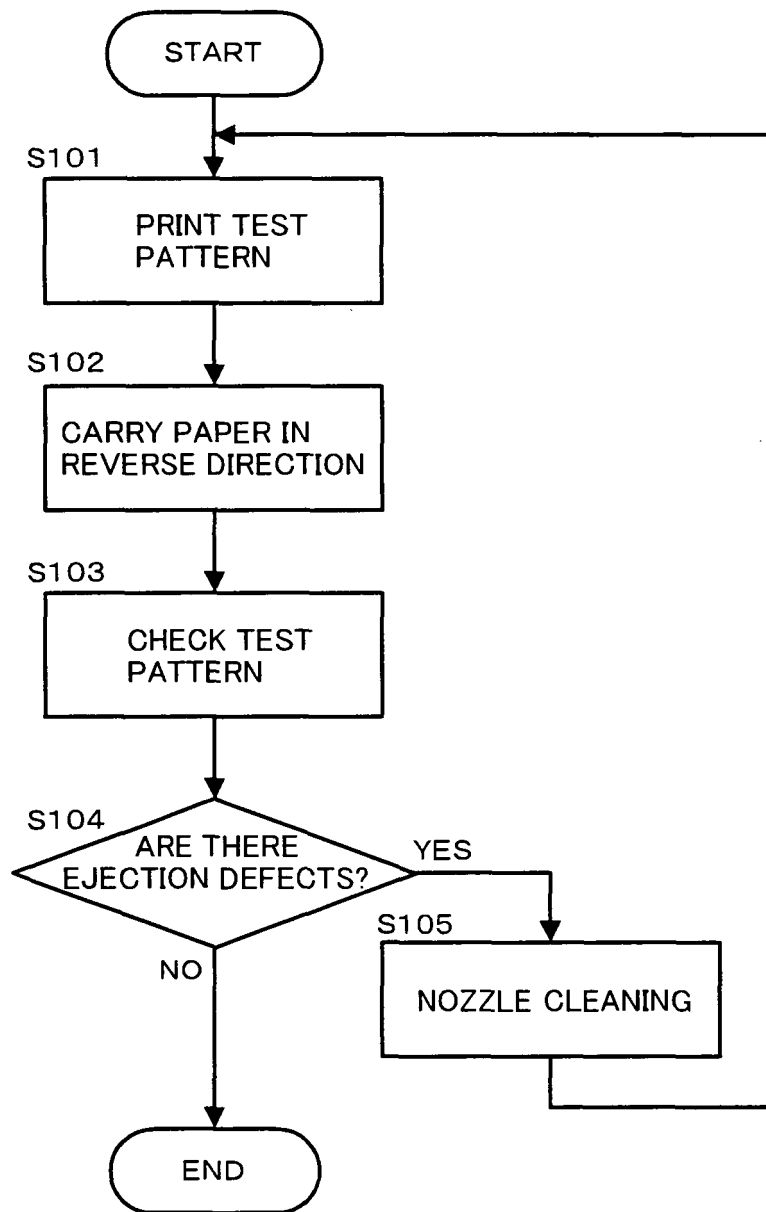 START
S101
PRINT TEST
PATTERN
S102
CARRY PAPER IN
REVERSE DIRECTION
S103
CHECK TEST
PATTERN
S104
ARE THERE
EJECTION DEFECTS?
YES
S105
NO
NOZZLE CLEANING
END